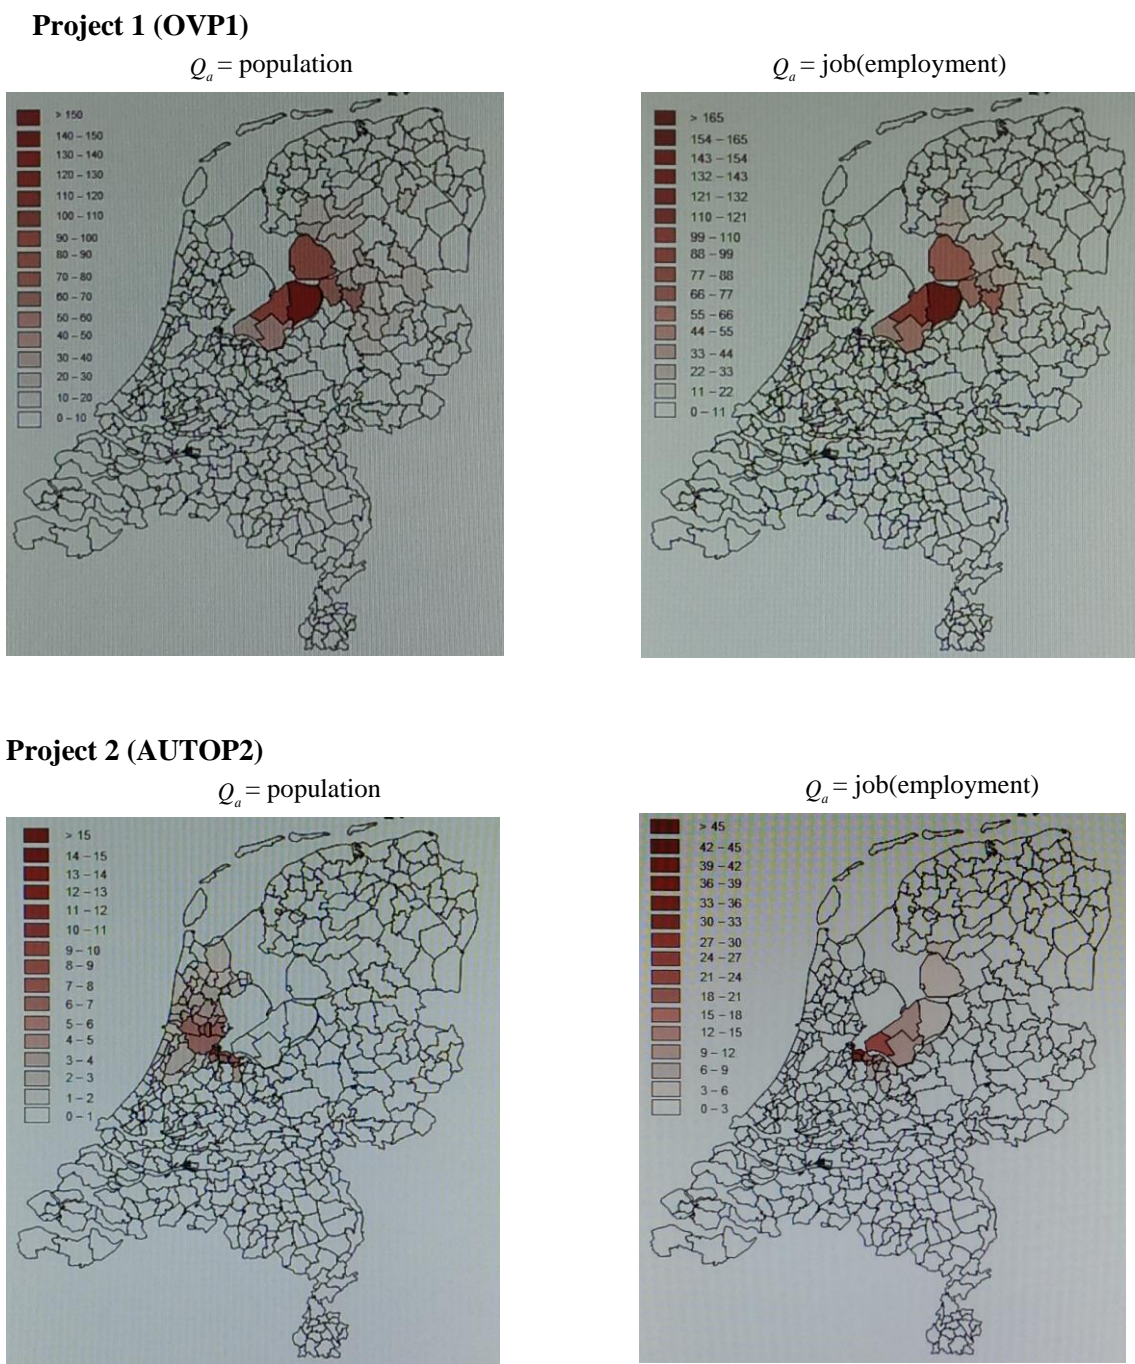 Project 1 (OVP1)
Qa = population
Qa = job(employment)
> 150
140 – 150
130 – 140
120 – 130
110 – 120
100 – 110
90 – 100
80 – 90
70 – 80
60 – 70
50 – 60
40 – 50
30 – 40
20 – 30
10 – 20
0 – 10
> 165
154 – 165
143 – 154
132 – 143
121 – 132
110 – 121
99 – 110
88 – 99
77 – 88
66 – 77
55 – 66
44 – 55
33 – 44
22 – 33
11 – 22
0 – 11
Project 2 (AUTOP2)
Qa = population
Qa = job(employment)
> 15
14 – 15
13 – 14
12 – 13
11 – 12
10 – 11
9 – 10
8 – 9
7 – 8
6 – 7
5 – 6
4 – 5
3 – 4
2 – 3
1 – 2
0 – 1
> 45
42 – 45
39 – 42
36 – 39
33 – 36
30 – 33
27 – 30
24 – 27
21 – 24
18 – 21
15 – 18
12 – 15
9 – 12
6 – 9
3 – 6
0 – 3